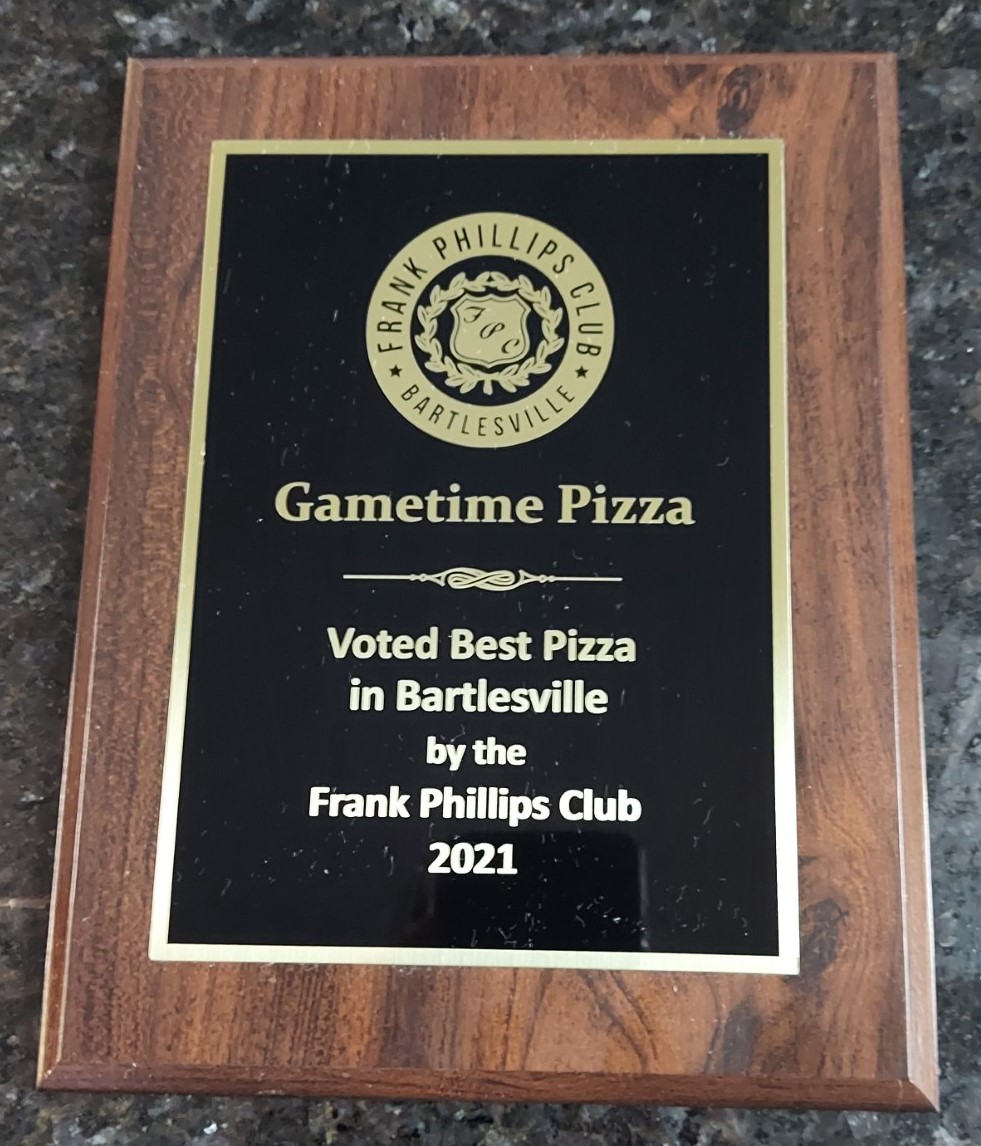 FRANK PHILLIPS CLUB
BARTLESVILLE
FPC
Gametime Pizza
Voted Best Pizza
in Bartlesville
by the
Frank Phillips Club
2021